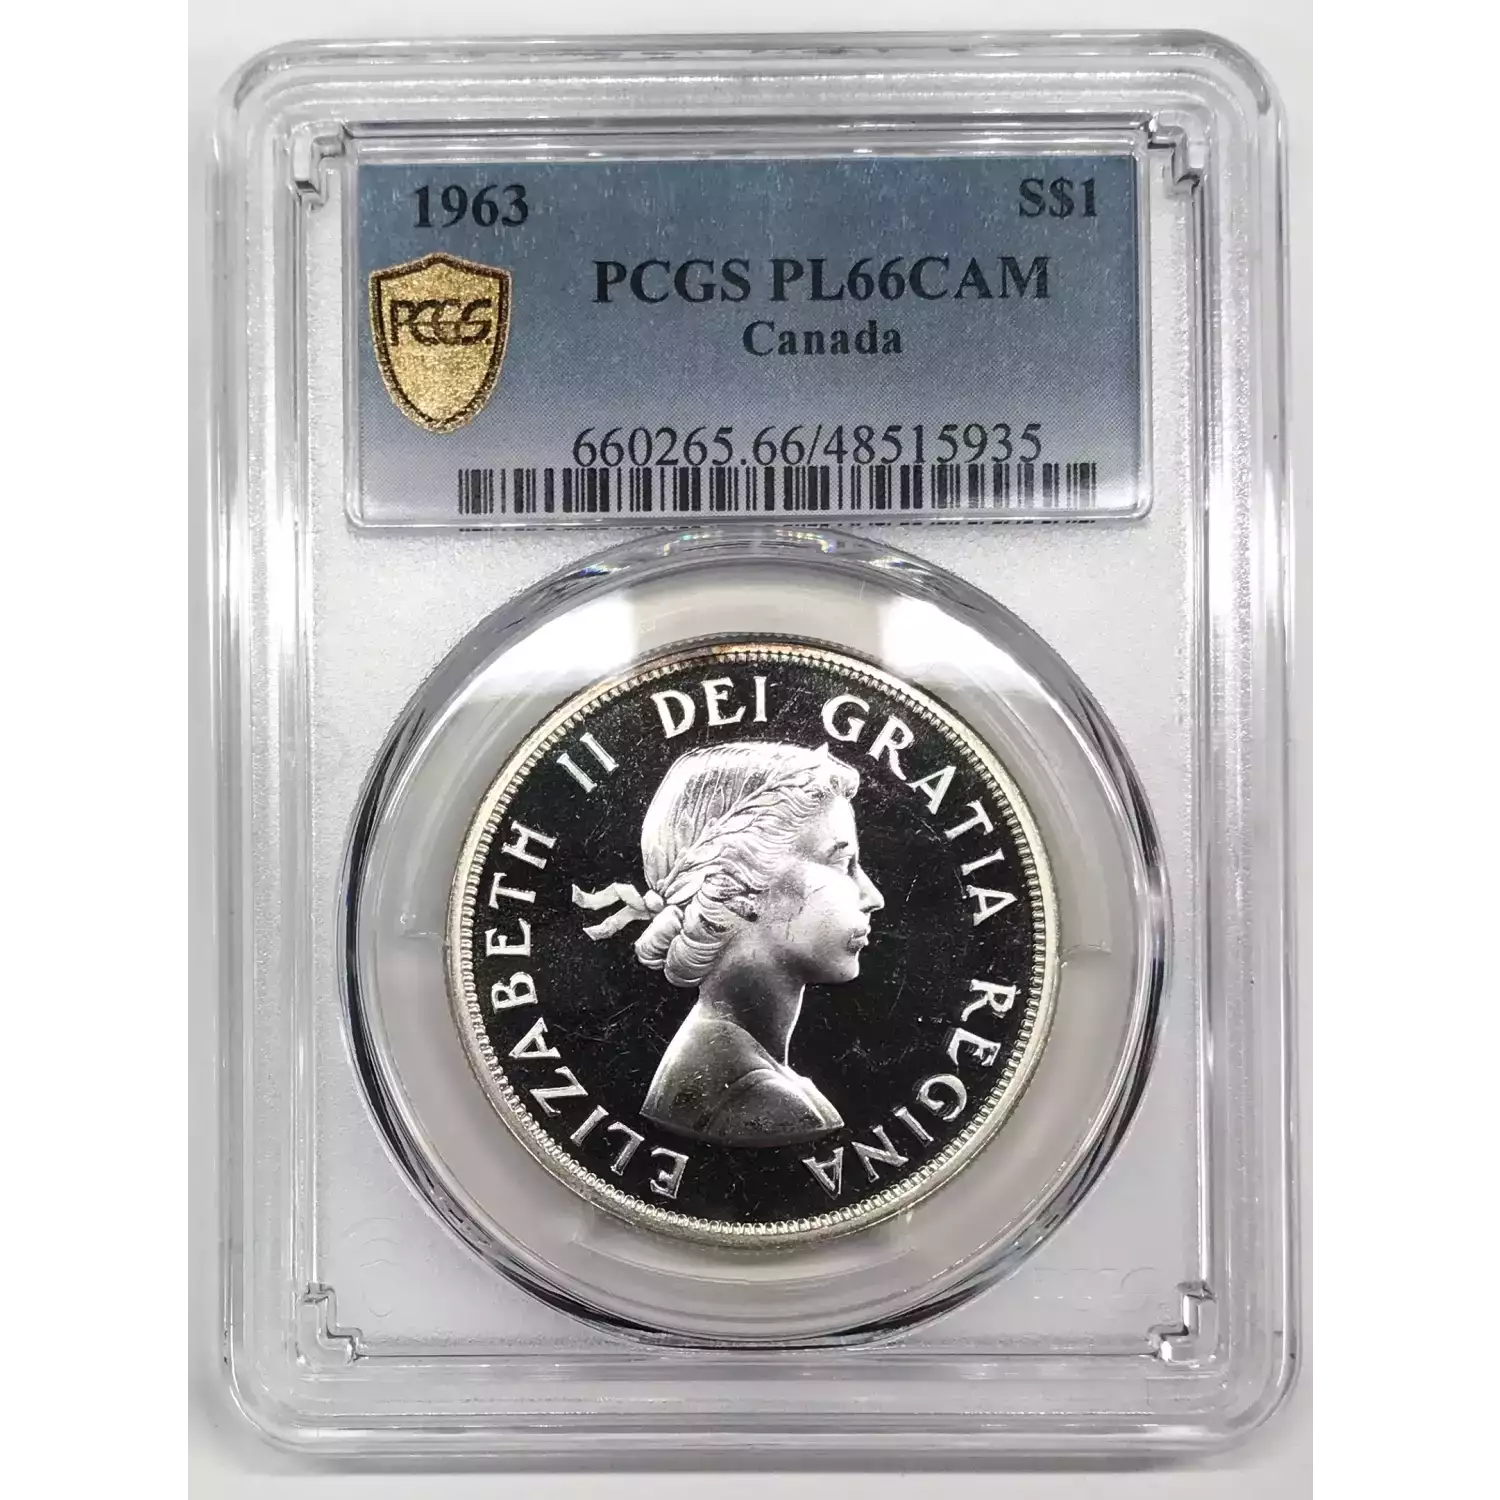 1963 S$1
PCGS PL66CAM
Canada
PCGS
660265.66/48515935
ELIZABETH II DEI GRATIA REGINA